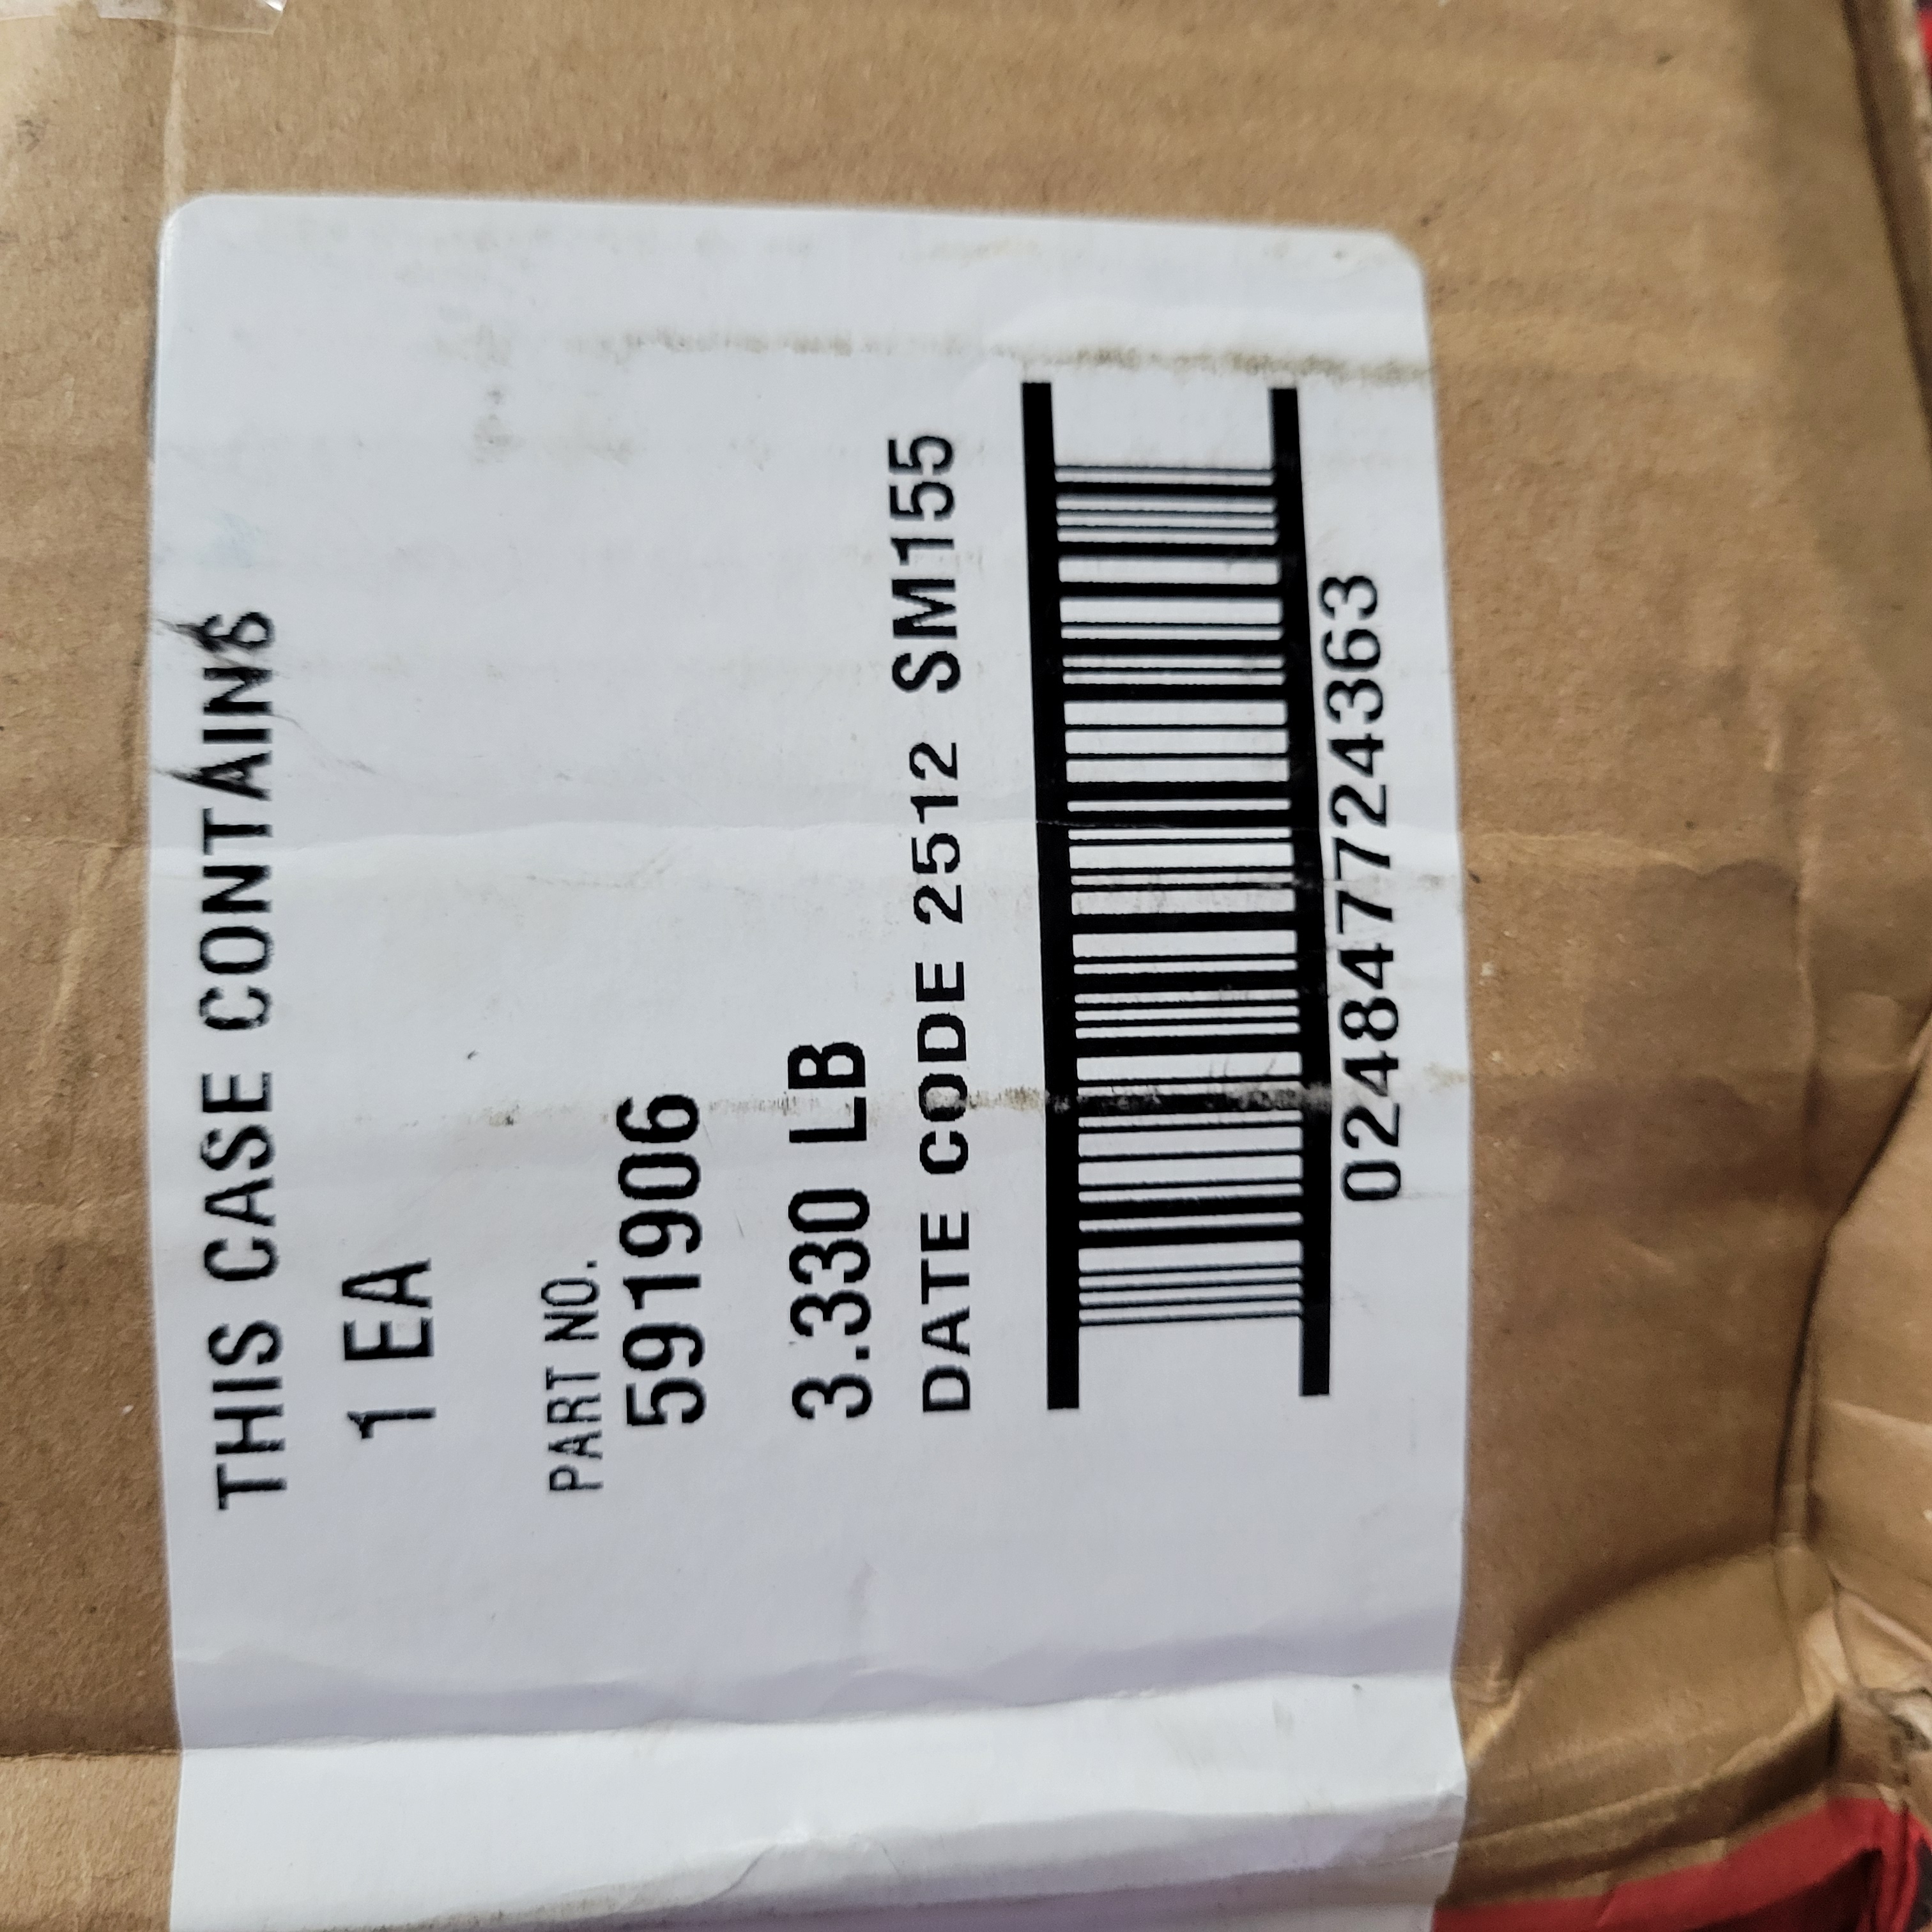 THIS CASE CONTAINS
1 EA
PART NO.
591906
3.330 LB
DATE CODE 2512 SM155
024847724363